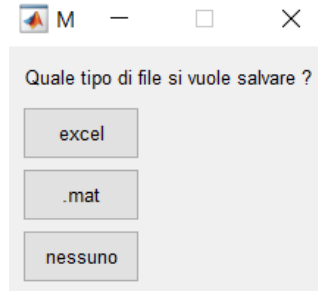 M
Quale tipo di file si vuole salvare ?
excel
.mat
nessuno